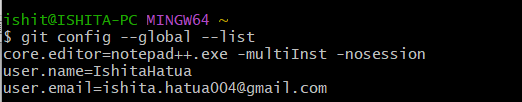 ishit@ISHITA-PC MINGW64 ~
$ git config --global --list
core.editor=notepad++.exe -multiInst -nosession
user.name=IshitaHatua
user.email=ishita.hatua004@gmail.com